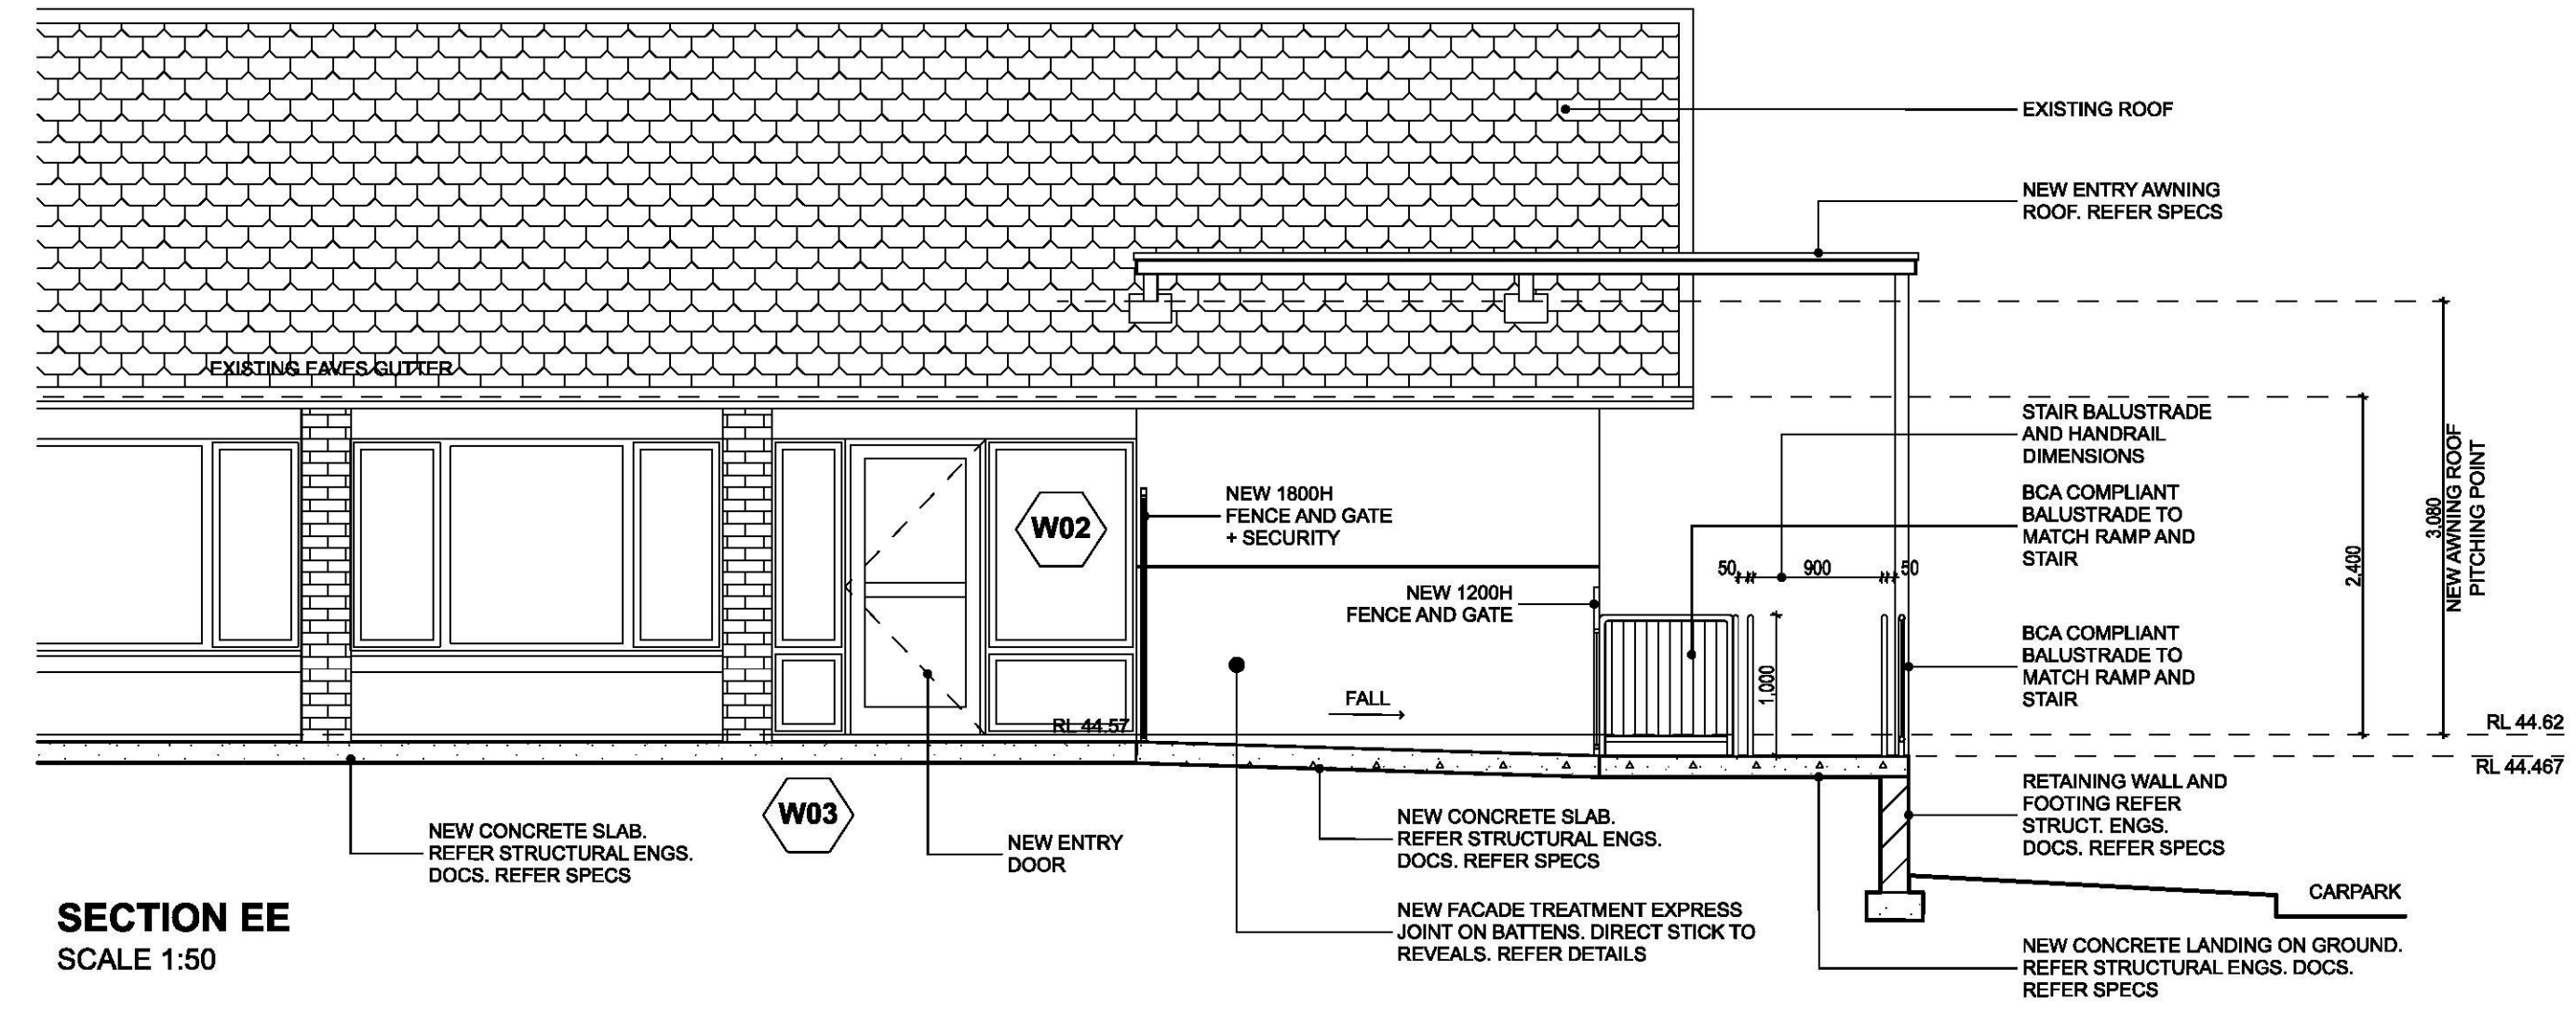 EXISTING ROOF
NEW ENTRY AWNING
ROOF. REFER SPECS
EXISTING EAVES GUTTER
STAIR BALUSTRADE
AND HANDRAIL
DIMENSIONS
NEW 1800H
FENCE AND GATE
+ SECURITY
W02
BCA COMPLIANT
BALUSTRADE TO
MATCH RAMP AND
STAIR
50
900
50
NEW 1200H
FENCE AND GATE
2,400
3,080
NEW AWNING ROOF
PITCHING POINT
BCA COMPLIANT
BALUSTRADE TO
MATCH RAMP AND
STAIR
1,000
FALL
RL 44.57
RL 44.62
RL 44.467
W03
NEW CONCRETE SLAB.
REFER STRUCTURAL ENGS.
DOCS. REFER SPECS
NEW ENTRY
DOOR
NEW CONCRETE SLAB.
REFER STRUCTURAL ENGS.
DOCS. REFER SPECS
RETAINING WALL AND
FOOTING REFER
STRUCT. ENGS.
DOCS. REFER SPECS
CARPARK
NEW FACADE TREATMENT EXPRESS
JOINT ON BATTENS. DIRECT STICK TO
REVEALS. REFER DETAILS
NEW CONCRETE LANDING ON GROUND.
REFER STRUCTURAL ENGS. DOCS.
REFER SPECS
SECTION EE
SCALE 1:50